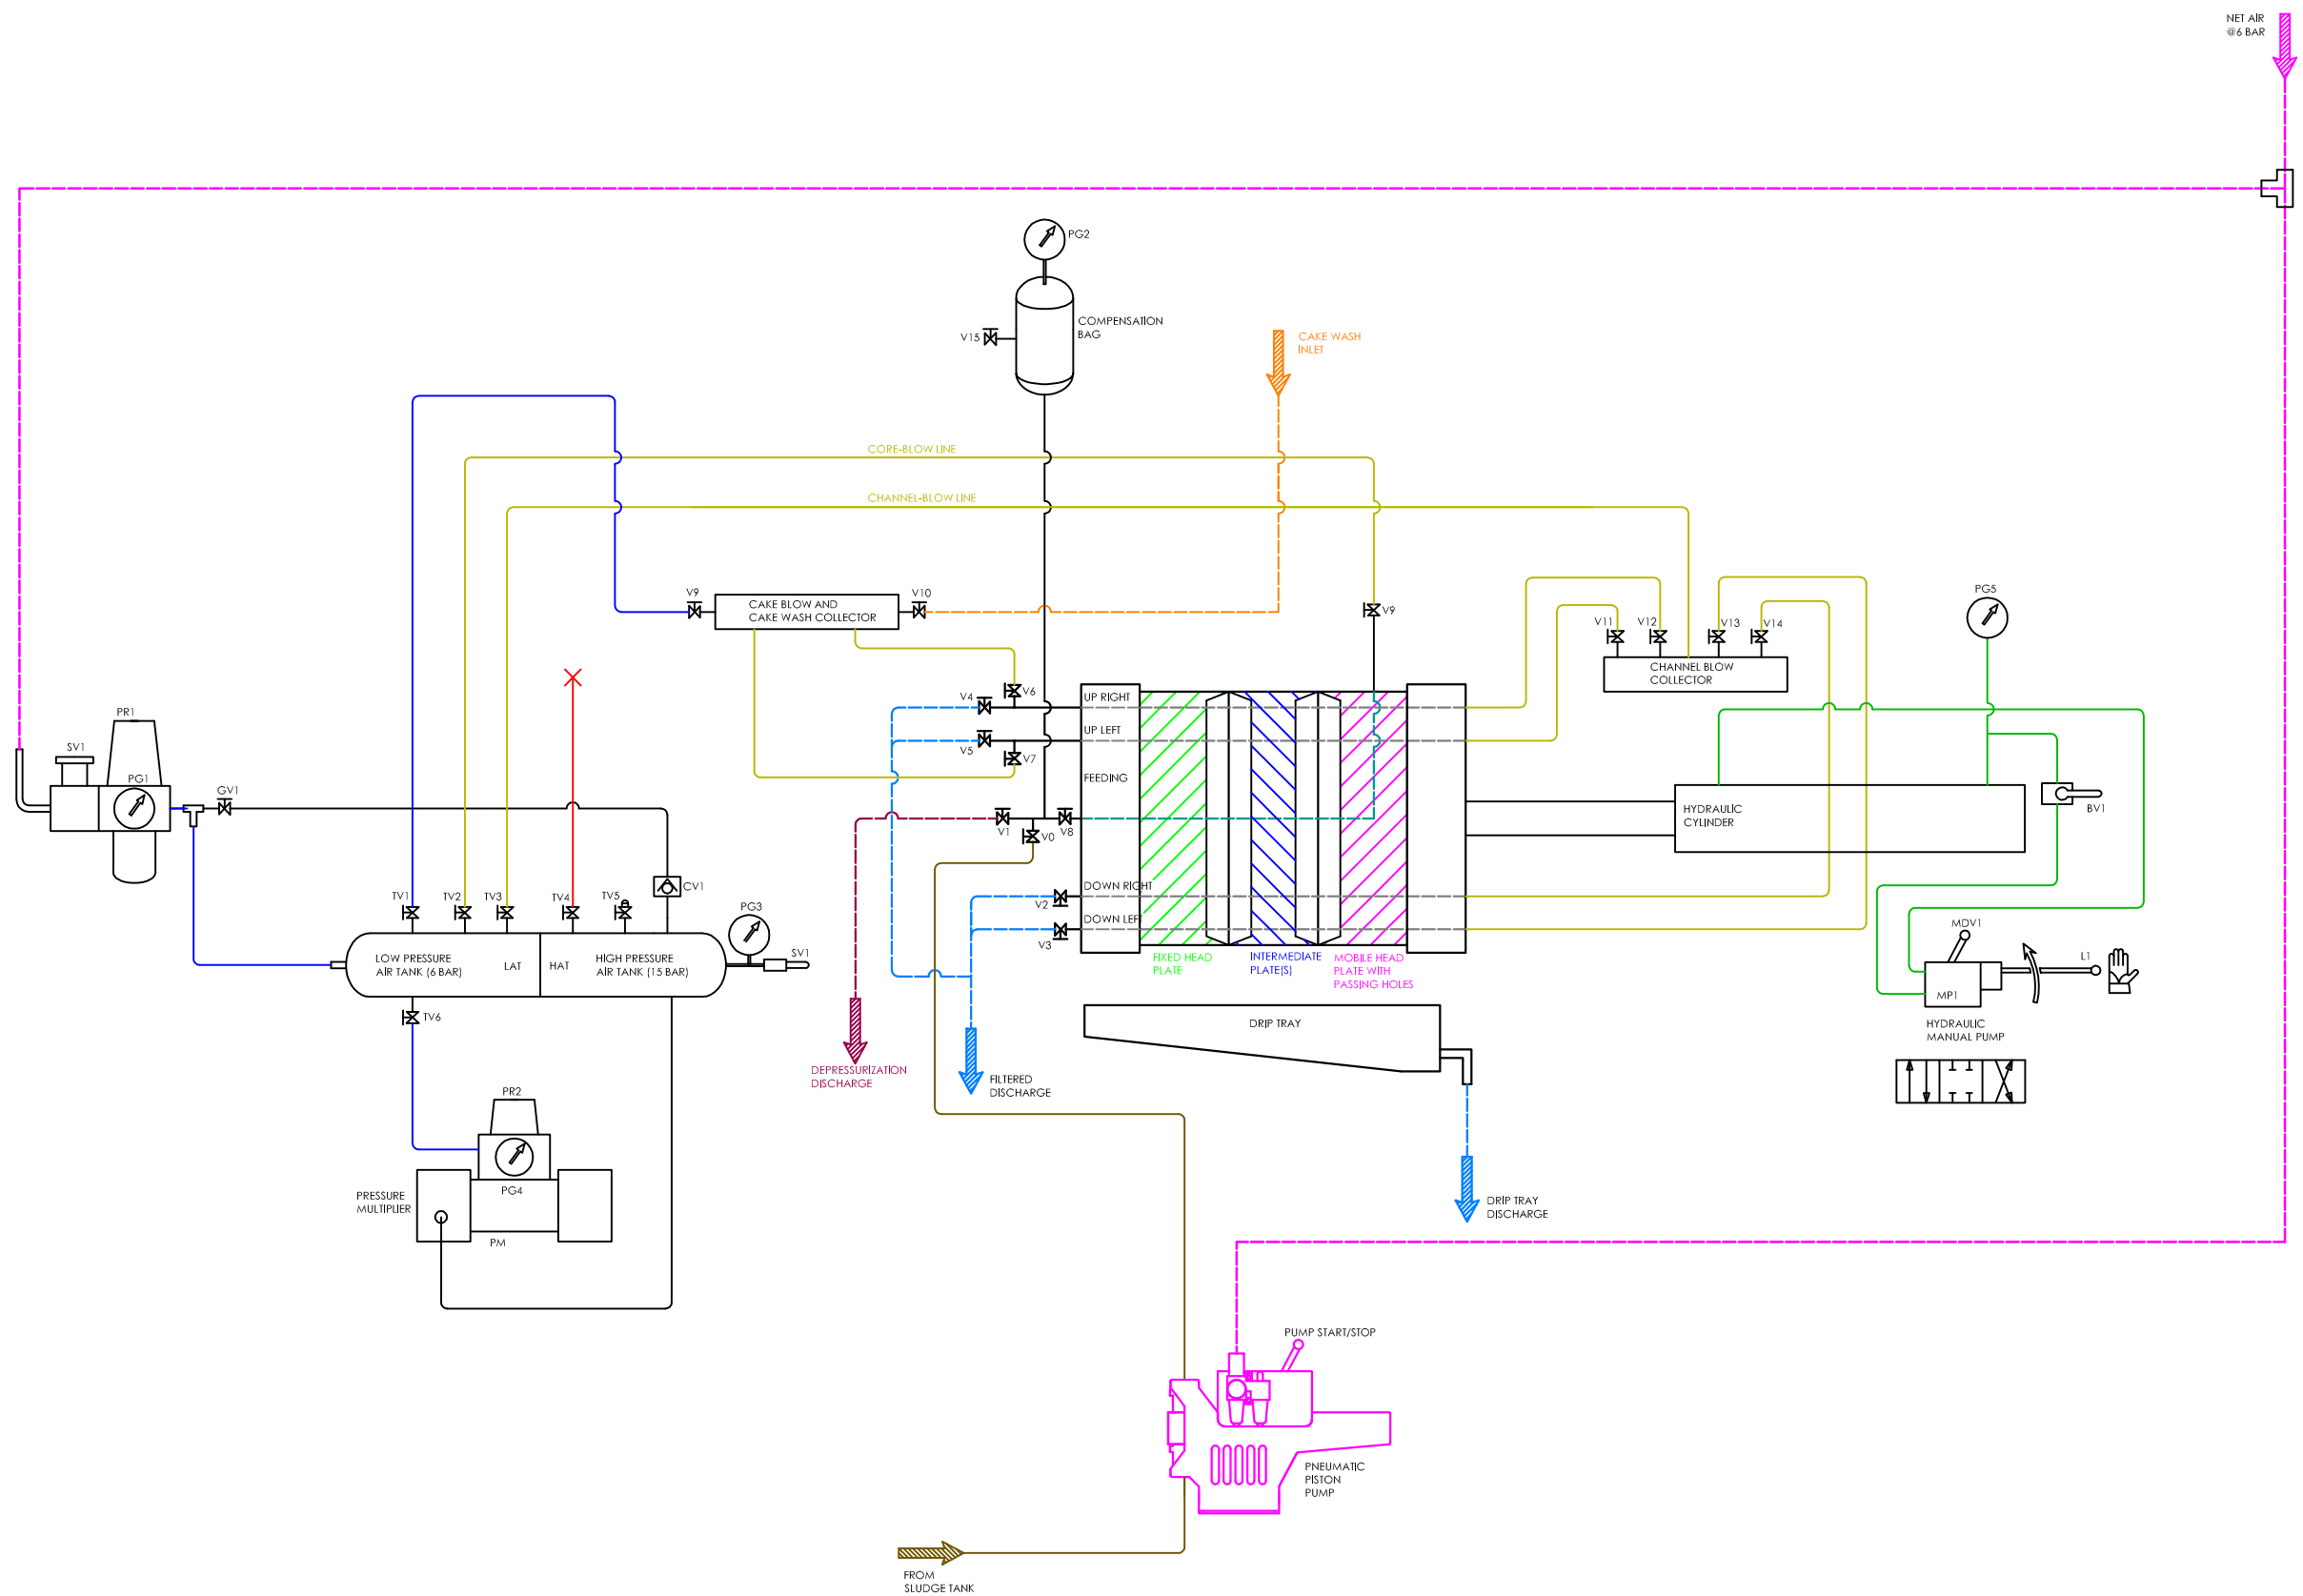 NET AIR
@6 BAR
PG2
COMPENSATION
BAG
V15
CAKE WASH
INLET
CORE-BLOW LINE
CHANNEL-BLOW LINE
V9
CAKE BLOW AND
CAKE WASH COLLECTOR
V10
V9
PG5
V11
V12
V13
V14
CHANNEL BLOW
COLLECTOR
V4
V6
UP RIGHT
V5
V7
UP LEFT
FEEDING
PR1
SV1
PG1
GV1
HYDRAULIC
CYLINDER
BV1
V1
V0
V8
CV1
TV1
TV2
TV3
TV4
TV5
PG3
V2
DOWN RIGHT
V3
DOWN LEFT
MDV1
LOW PRESSURE
AIR TANK (6 BAR)
LAT
HAT
HIGH PRESSURE
AIR TANK (15 BAR)
SV1
FIXED HEAD
PLATE
INTERMEDIATE
PLATE(S)
MOBILE HEAD
PLATE WITH
PASSING HOLES
L1
MP1
TV6
DRIP TRAY
HYDRAULIC
MANUAL PUMP
DEPRESSURIZATION
DISCHARGE
FILTERED
DISCHARGE
PR2
PG4
PRESSURE
MULTIPLIER
PM
DRIP TRAY
DISCHARGE
PUMP START/STOP
PNEUMATIC
PISTON
PUMP
FROM
SLUDGE TANK